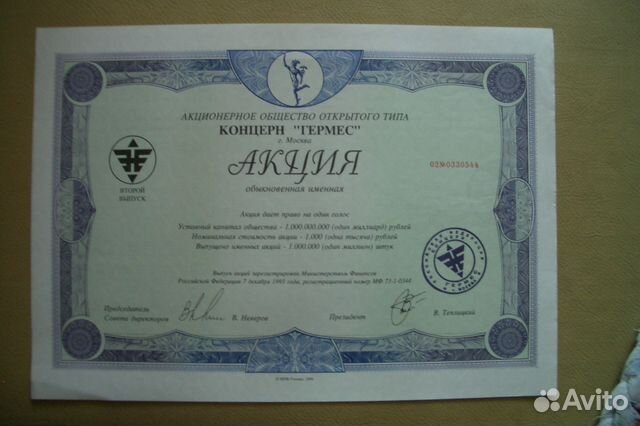 АКЦИОНЕРНОЕ ОБЩЕСТВО ОТКРЫТОГО ТИПА
КОНЦЕРН "ГЕРМЕС"
г. Москва
АКЦИЯ
обыкновенная именная
02№0330544
ВТОРОЙ
ВЫПУСК
Акция дает право на один голос
Уставный капитал общества - 1.000.000.000 (один миллиард) рублей
Номинальная стоимость акции - 1.000 (одна тысяча) рублей
Выпущено именных акций - 1.000.000 (один миллион) штук
ГЕРМЕС
Выпуск акций зарегистрирован Министерством Финансов
Российской Федерации 7 декабря 1993 года, регистрационный номер МФ 73-1-0344
Председатель
Совета директоров В. Неверов Президент В. Теплицкий
Avito